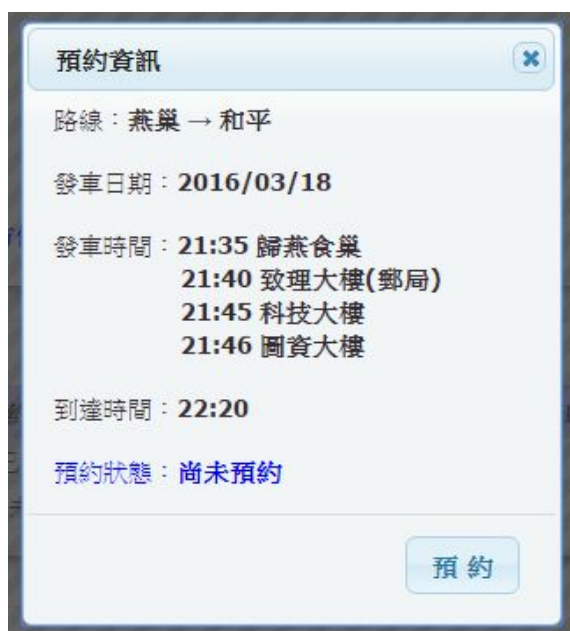 預約資訊
路線：燕巢 → 和平
發車日期：2016/03/18
發車時間：21:35 歸燕食巢
21:40 致理大樓(郵局)
21:45 科技大樓
21:46 圖資大樓
到達時間：22:20
預約狀態：尚未預約
預 約